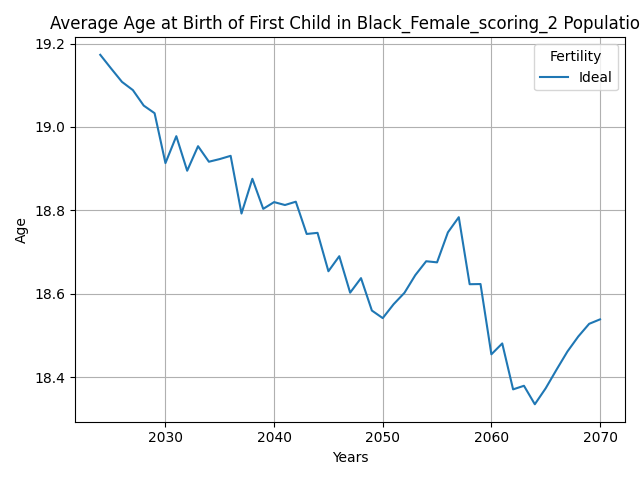 Average Age at Birth of First Child in Black_Female_scoring_2 Populatio
Fertility
Ideal
19.2
19.0
18.8
18.6
18.4
Age
2030 2040 2050 2060 2070
Years